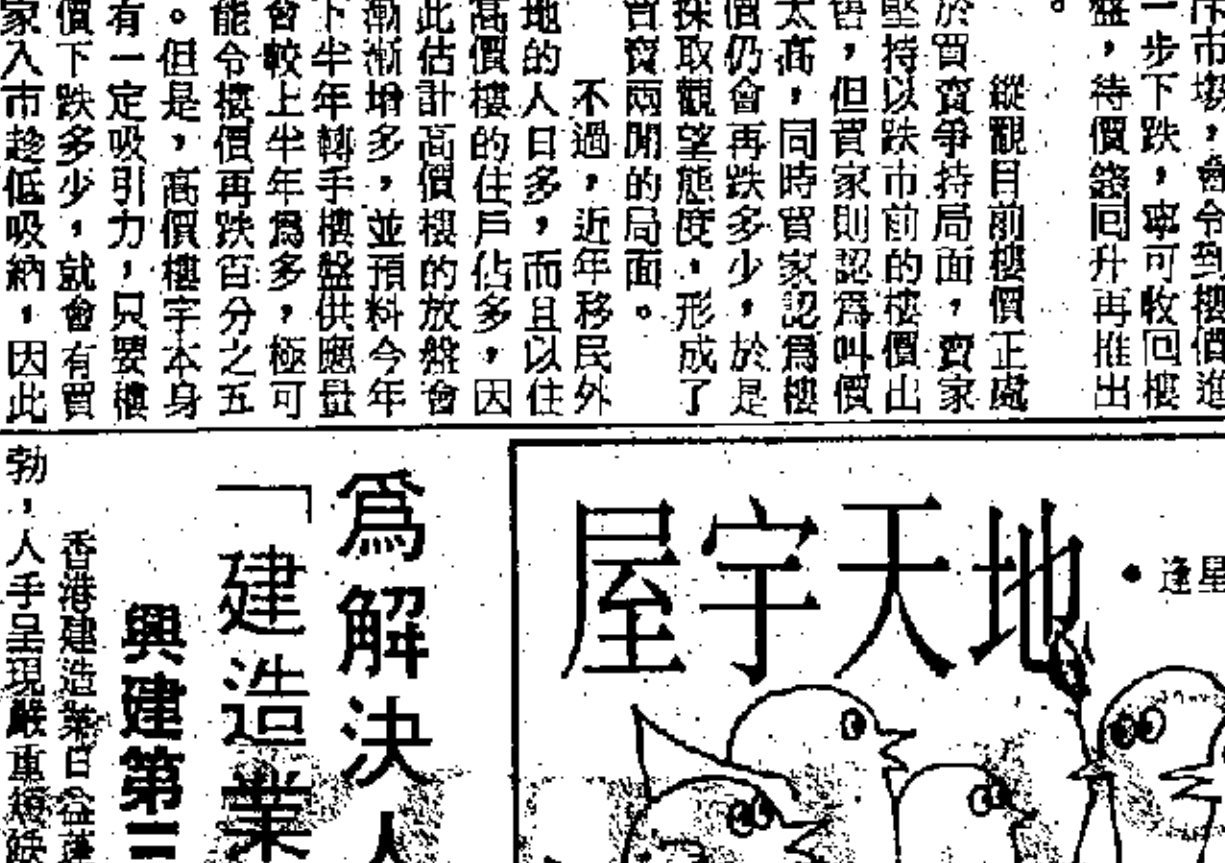 市場，會令到樓價進
一步下跌，寧可收回樓
盤，待價錢回升再推出
。
縱觀目前樓價正處
於買賣爭持局面，賣家
堅持以跌市前的樓價出
售，但買家則認爲叫價
太高，同時買家認爲樓
價仍會再跌多少，於是
採取觀望態度，形成了
買賣兩閒的局面。
不過，近年移民外
地的人日多，而且以住
高價樓的住戶佔多，因
此估計高價樓的放盤會
漸漸增多，並預料今年
下半年轉手樓盤供應量
會較上半年爲多，極可
能令樓價再跌百分之五
。但是，高價樓宇本身
有一定吸引力，只要樓
價下跌多少，就會有買
家入市趁低吸納，因此
屋宇天地
•逢星
爲解決人
「建造業
興建第三
香港建造業日益蓬
勃，人手呈現嚴重短缺